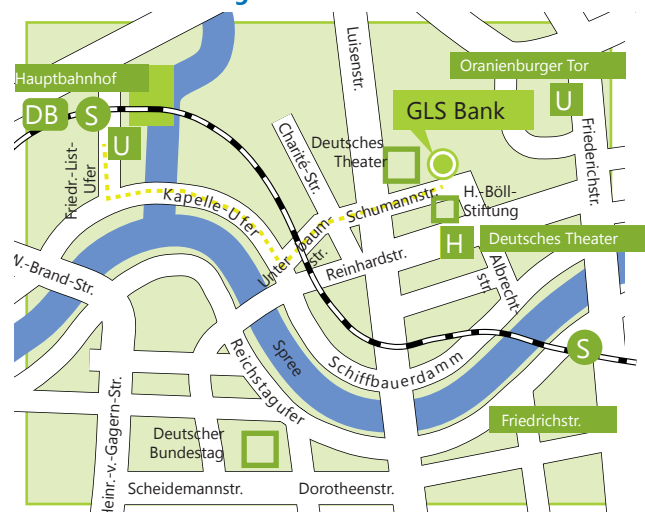 Hauptbahnhof
DB
S
U
Friedr.-List-
Ufer
Kapelle-Ufer
Charité-Str.
Luisenstr.
Oranienburger Tor
U
GLS Bank
Friederichstr.
Deutsches
Theater
Schumannstr.
H.-Böll-
Stiftung
H
Deutsches Theater
Unter baum-
str.
Reinhardstr.
Albrecht-
str.
W.-Brand-Str.
Spree
Schiffbauerdamm
S
Reichstagufer
Friedrichstr.
Heinr.-v.-Gagern-Str.
Deutscher
Bundestag
Scheidemannstr.
Dorotheenstr.